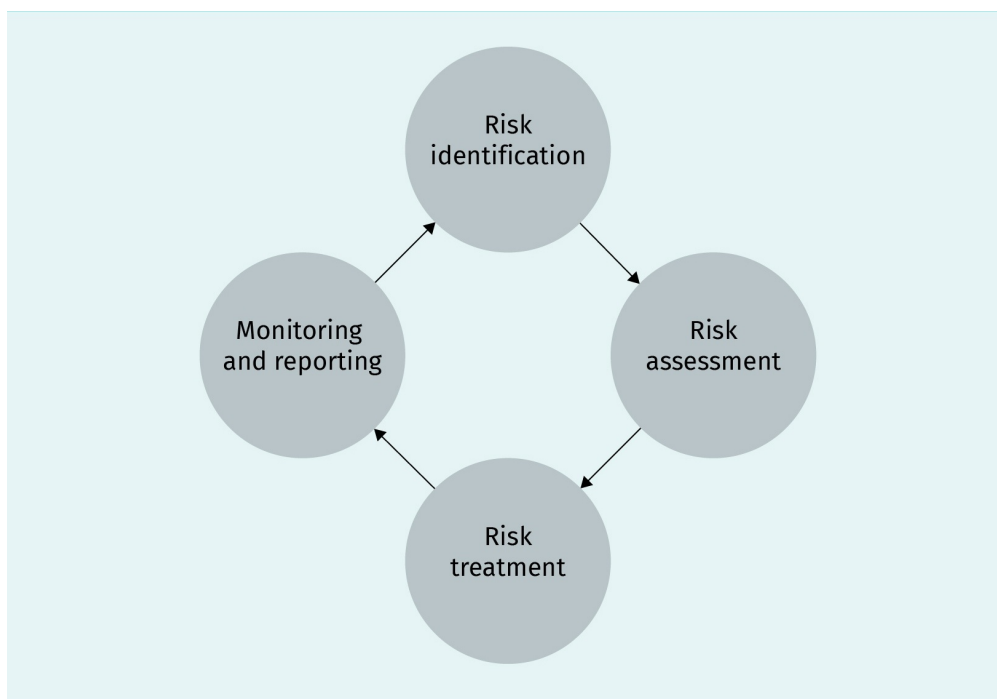 Risk
identification
Risk
assessment
Risk
treatment
Monitoring
and reporting